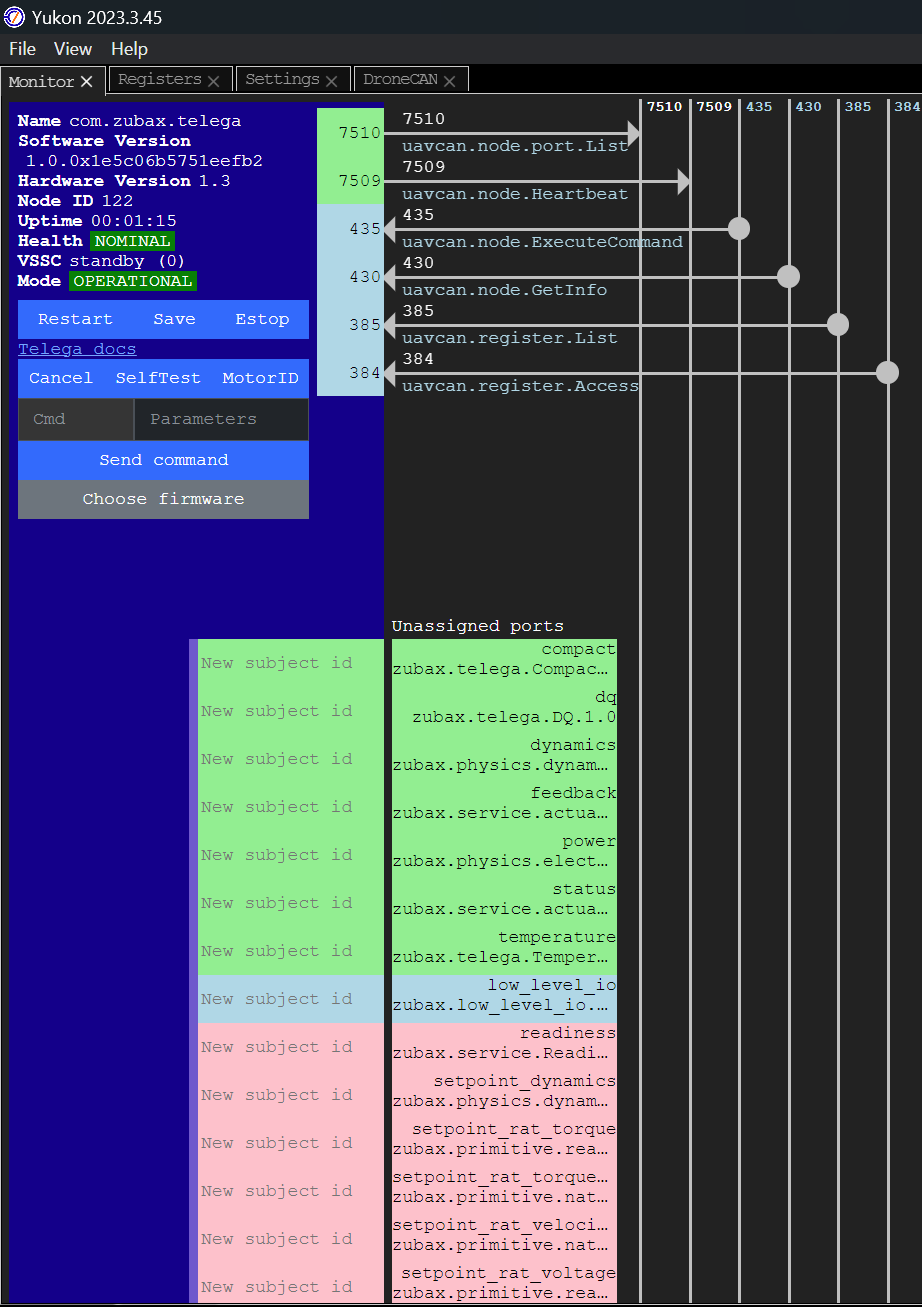 Yukon 2023.3.45
File View Help
Monitor Registers Settings DroneCAN
7510 7509 435 430 385 384
Name com.zubax.telega
Software Version
1.0.0x1e5c06b5751eefb2
Hardware Version 1.3
Node ID 122
Uptime 00:01:15
Health NOMINAL
VSSC standby (0)
Mode OPERATIONAL
Restart Save Estop
Telega docs
Cancel SelfTest MotorID
Cmd Parameters
Send command
Choose firmware
7510 7510
uavcan.node.port.List
7509 7509
uavcan.node.Heartbeat
435 435
uavcan.node.ExecuteCommand
430 430
uavcan.node.GetInfo
385 385
uavcan.register.List
384 384
uavcan.register.Access
Unassigned ports
New subject id compact
zubax.telega.Compac…
New subject id dq
zubax.telega.DQ.1.0
New subject id dynamics
zubax.physics.dynam…
New subject id feedback
zubax.service.actua…
New subject id power
zubax.physics.elect…
New subject id status
zubax.service.actua…
New subject id temperature
zubax.telega.Temper…
New subject id low_level_io
zubax.low_level_io.…
New subject id readiness
zubax.service.Readi…
New subject id setpoint_dynamics
zubax.physics.dynam…
New subject id setpoint_rat_torque
zubax.primitive.rea…
New subject id setpoint_rat_torque…
zubax.primitive.nat…
New subject id setpoint_rat_veloci…
zubax.primitive.nat…
New subject id setpoint_rat_voltage
zubax.primitive.rea…